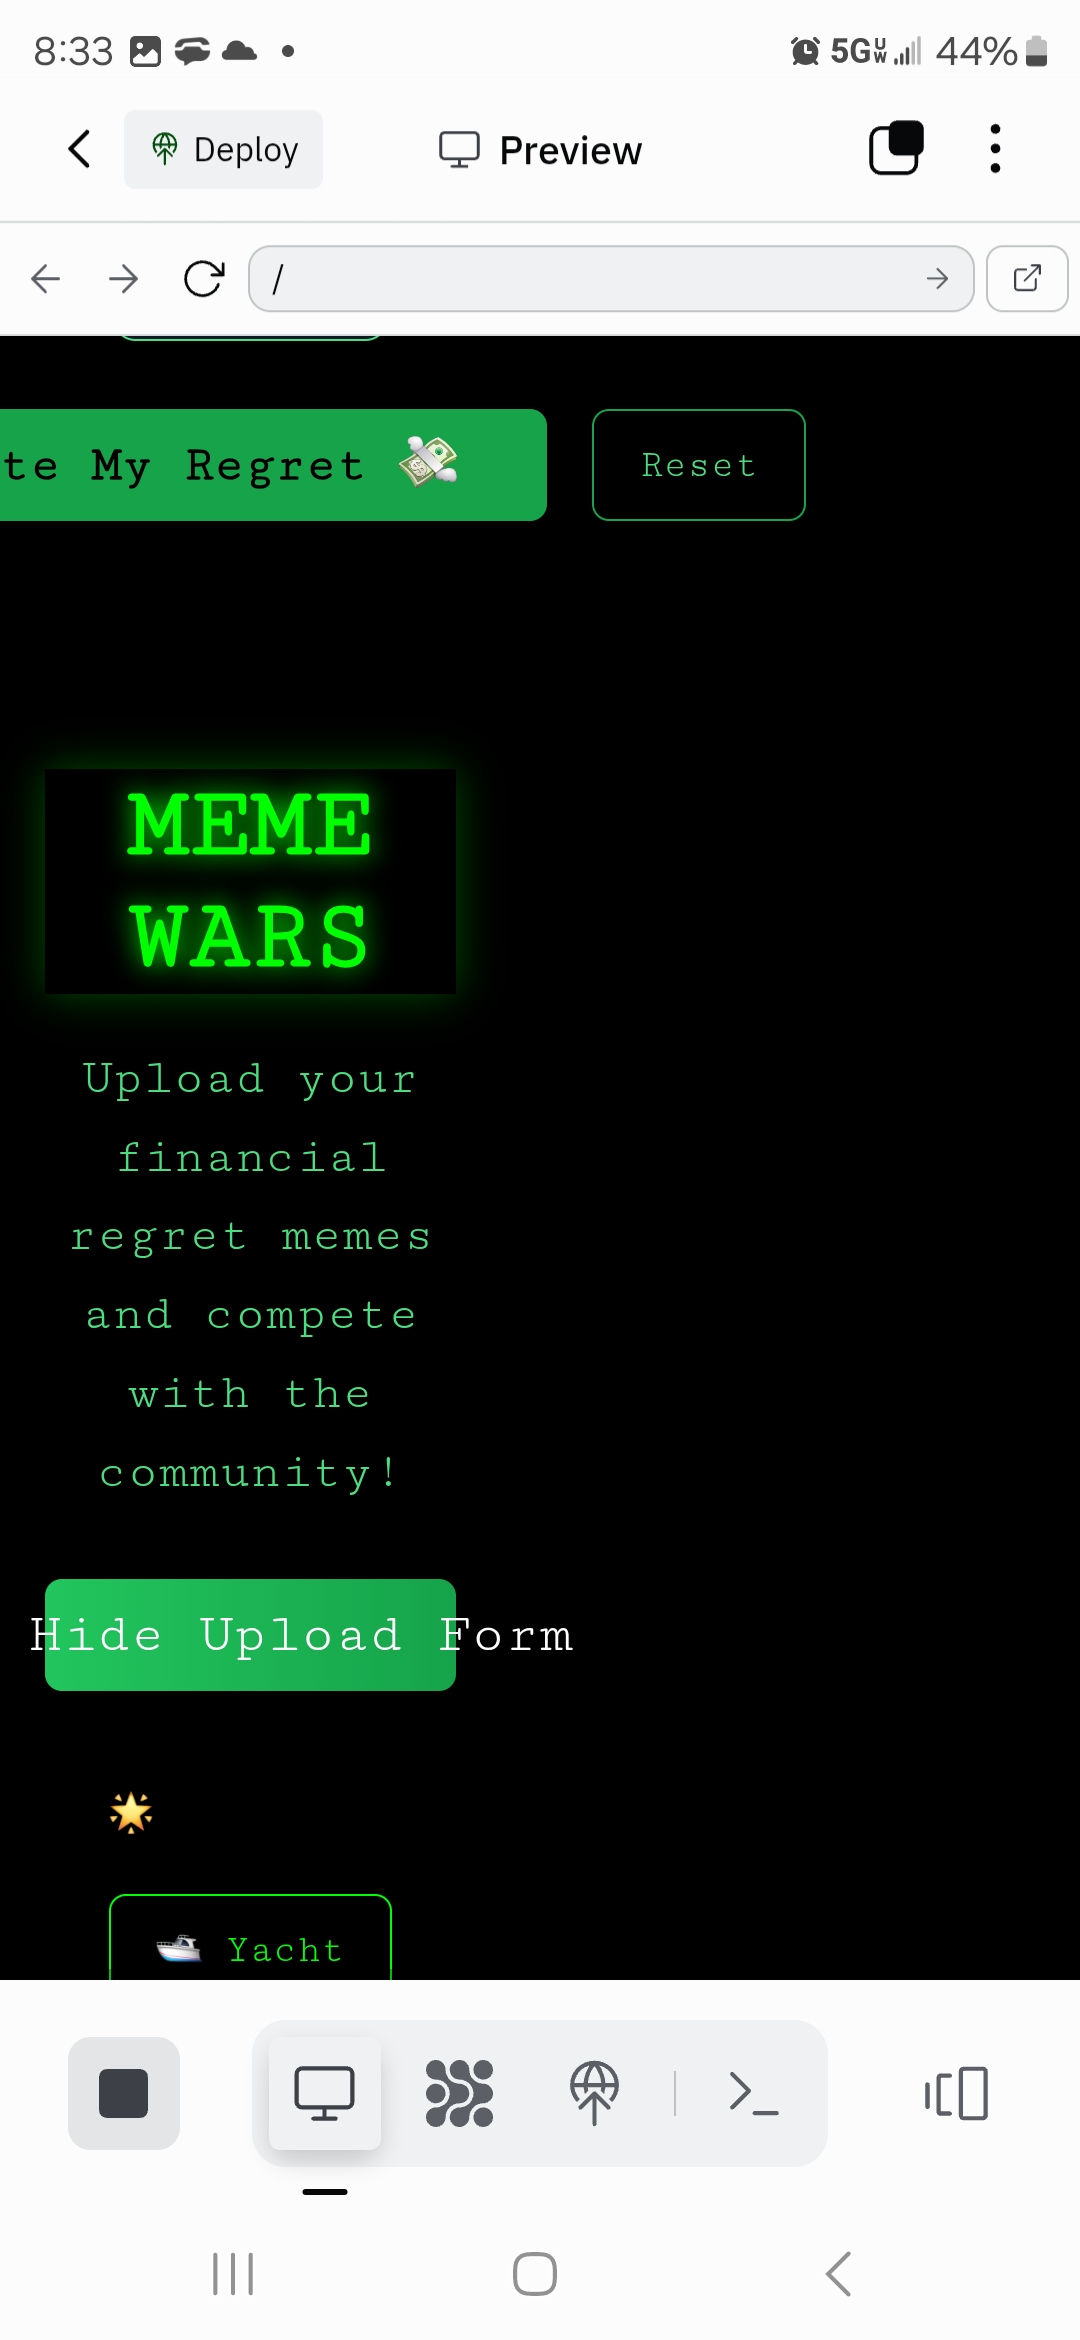 8:33 5G UW 44%
Deploy Preview
/
te My Regret Reset
MEME
WARS
Upload your
financial
regret memes
and compete
with the
community!
Hide Upload Form
Yacht